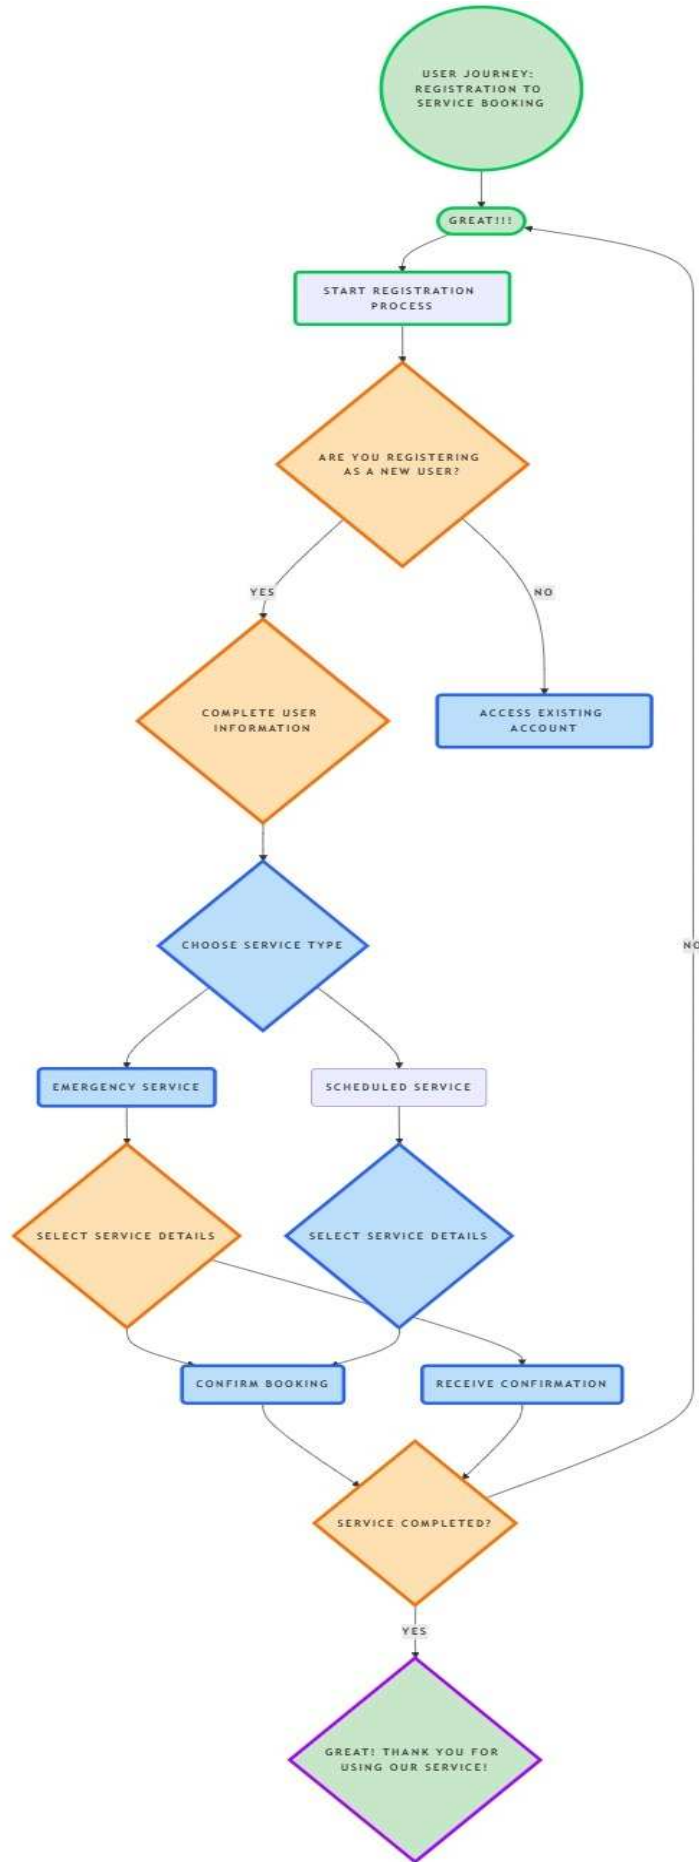 USER JOURNEY:
REGISTRATION TO
SERVICE BOOKING
GREAT!!!
START REGISTRATION
PROCESS
ARE YOU REGISTERING
AS A NEW USER?
YES
NO
COMPLETE USER
INFORMATION
ACCESS EXISTING
ACCOUNT
CHOOSE SERVICE TYPE
NO
EMERGENCY SERVICE
SCHEDULED SERVICE
SELECT SERVICE DETAILS
SELECT SERVICE DETAILS
CONFIRM BOOKING
RECEIVE CONFIRMATION
SERVICE COMPLETED?
YES
GREAT! THANK YOU FOR
USING OUR SERVICE!